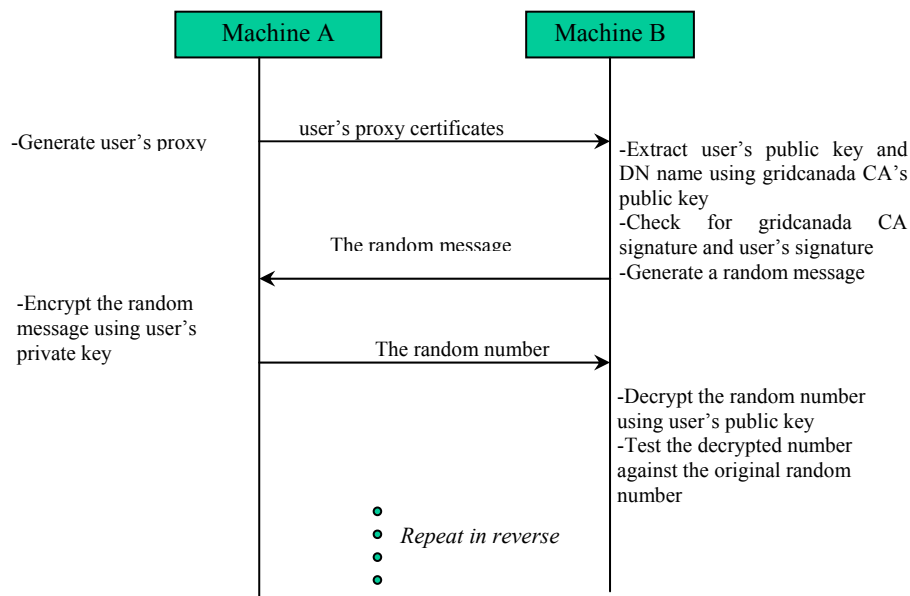 Machine A
Machine B
-Generate user's proxy
user's proxy certificates
-Extract user's public key and
DN name using gridcanada CA's
public key
-Check for gridcanada CA
signature and user's signature
-Generate a random message
The random message
-Encrypt the random
message using user's
private key
The random number
-Decrypt the random number
using user's public key
-Test the decrypted number
against the original random
number
Repeat in reverse